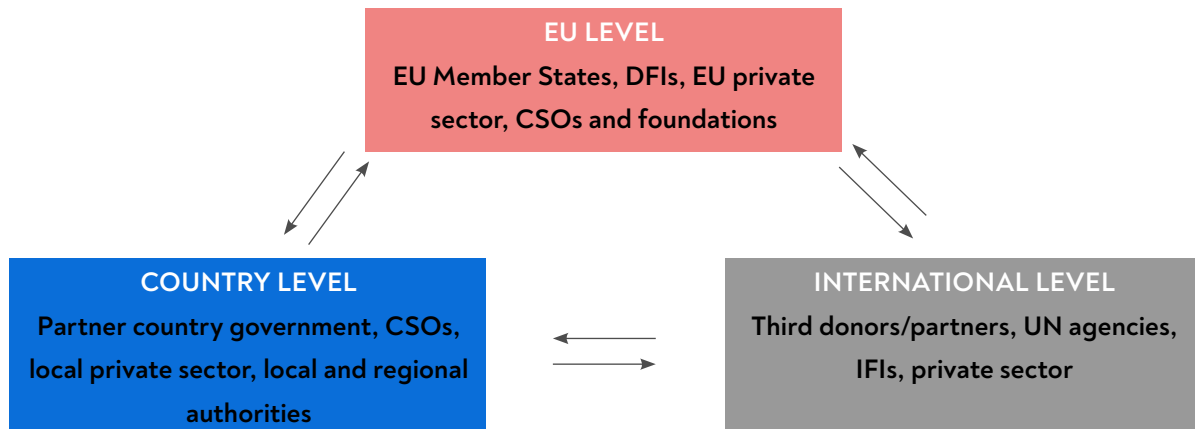 EU LEVEL
EU Member States, DFIs, EU private
sector, CSOs and foundations
COUNTRY LEVEL
Partner country government, CSOs,
local private sector, local and regional
authorities
INTERNATIONAL LEVEL
Third donors/partners, UN agencies,
IFIs, private sector